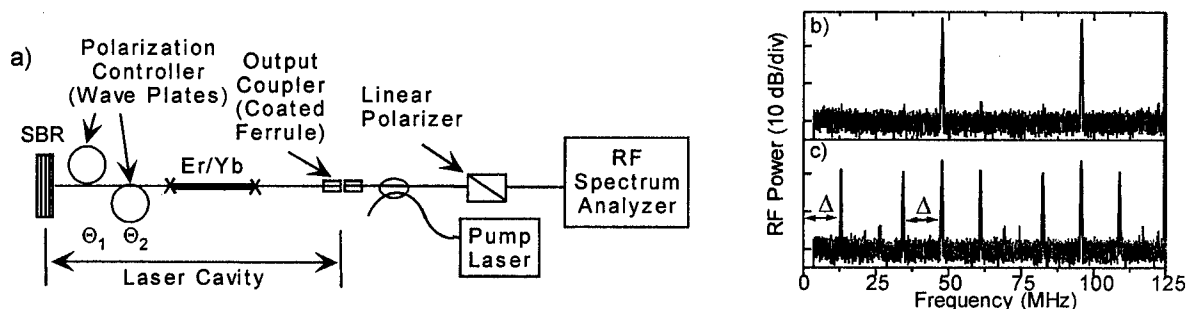 a)
Polarization
Controller
(Wave Plates)
Output
Coupler
(Coated
Ferrule)
Linear
Polarizer
SBR
Er/Yb
RF
Spectrum
Analyzer
Pump
Laser
Θ1 Θ2
Laser Cavity
RF Power (10 dB/div)
b)
c)
Δ
Δ
0 25 50 75 100 125
Frequency (MHz)